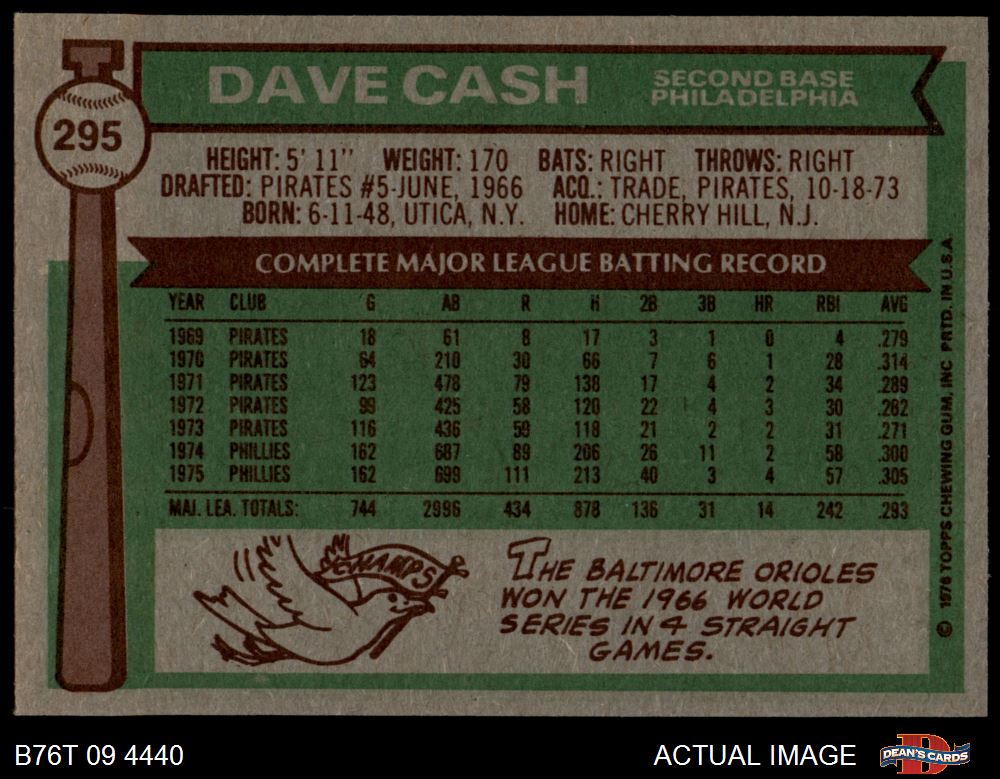 DAVE CASH
SECOND BASE
PHILADELPHIA
295
HEIGHT: 5' 11" WEIGHT: 170 BATS: RIGHT THROWS: RIGHT
DRAFTED: PIRATES #5-JUNE, 1966 ACQ.: TRADE, PIRATES, 10-18-73
BORN: 6-11-48, UTICA, N.Y. HOME: CHERRY HILL, N.J.
COMPLETE MAJOR LEAGUE BATTING RECORD
YEAR CLUB G AB R H 2B 3B HR RBI AVG
1969 PIRATES 18 61 8 17 3 1 0 4 .279
1970 PIRATES 64 210 30 66 7 6 1 28 .314
1971 PIRATES 123 478 79 138 17 4 2 34 .289
1972 PIRATES 99 425 58 120 22 4 3 30 .282
1973 PIRATES 116 436 59 118 21 2 2 31 .271
1974 PHILLIES 162 687 89 206 26 11 2 58 .300
1975 PHILLIES 162 699 111 213 40 3 4 57 .305
MAJ. LEA. TOTALS: 744 2996 434 878 136 31 14 242 .293
CHAMPS
THE BALTIMORE ORIOLES
WON THE 1966 WORLD
SERIES IN 4 STRAIGHT
GAMES.
© 1976 TOPPS CHEWING GUM, INC PRTD. IN U.S.A.
B76T 09 4440
ACTUAL IMAGE
DEAN'S CARDS